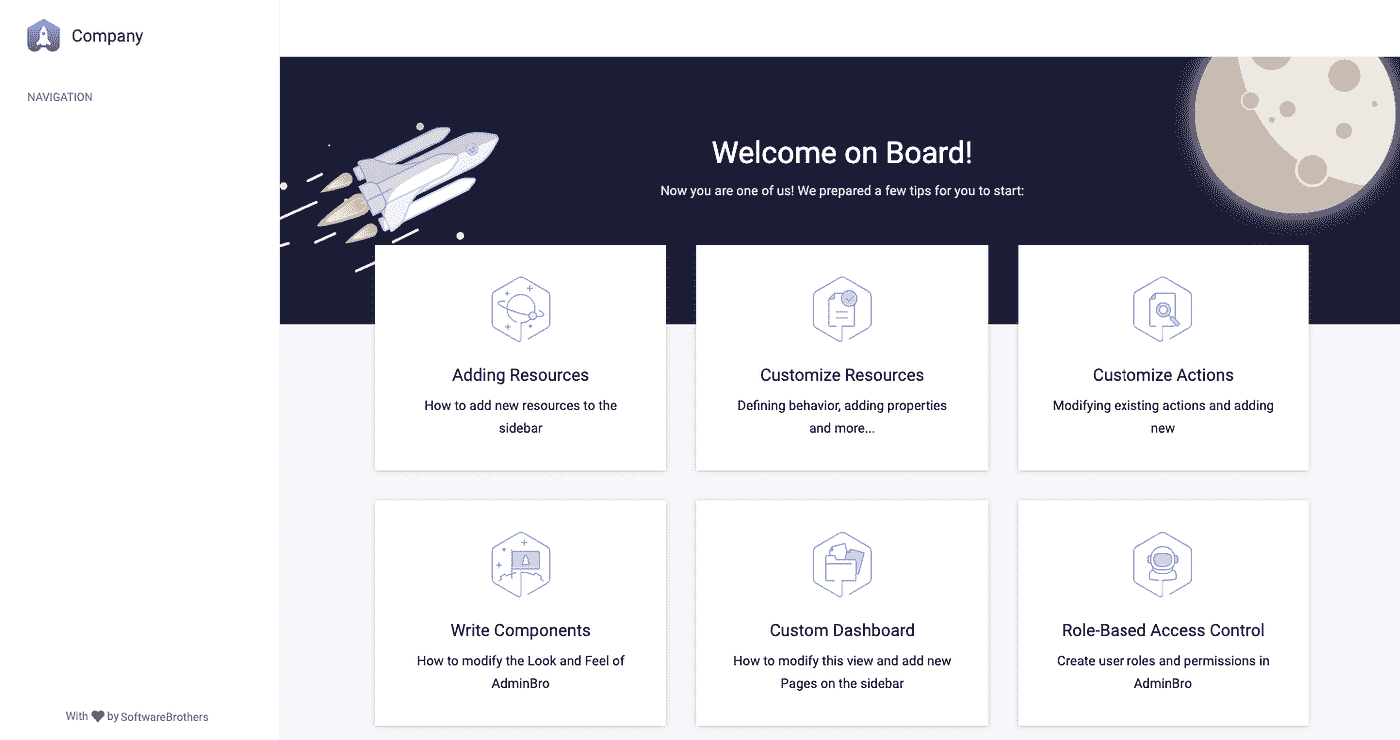 Company
NAVIGATION
Welcome on Board!
Now you are one of us! We prepared a few tips for you to start:
Adding Resources
How to add new resources to the
sidebar
Customize Resources
Defining behavior, adding properties
and more...
Customize Actions
Modifying existing actions and adding
new
Write Components
How to modify the Look and Feel of
AdminBro
Custom Dashboard
How to modify this view and add new
Pages on the sidebar
Role-Based Access Control
Create user roles and permissions in
AdminBro
With ♥ by SoftwareBrothers